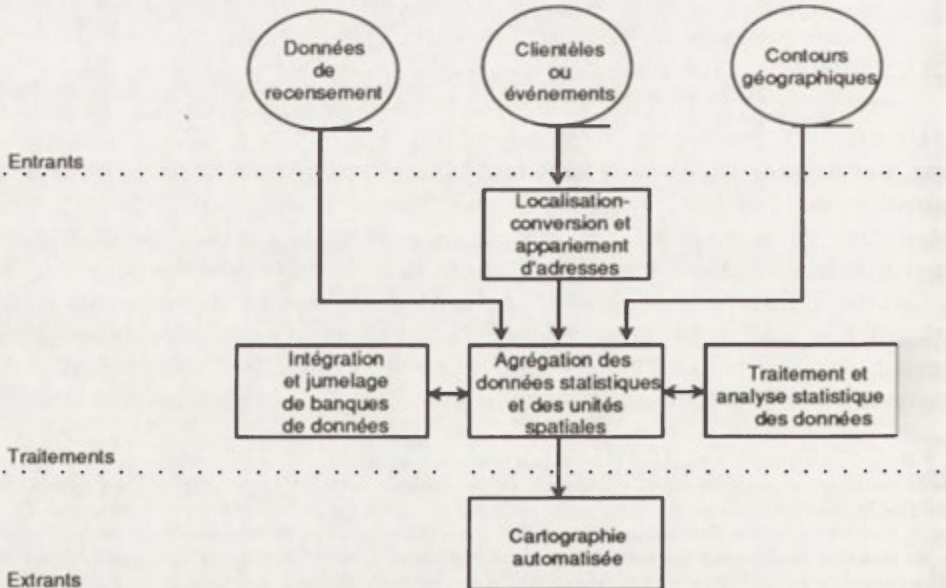 Données
de
recensement
Clientèles
ou
événements
Contours
géographiques
Entrants
Localisation-
conversion et
appariement
d'adresses
Intégration
et jumelage
de banques
de données
Agrégation des
données statistiques
et des unités
spatiales
Traitement et
analyse statistique
des données
Traitements
Cartographie
automatisée
Extrants